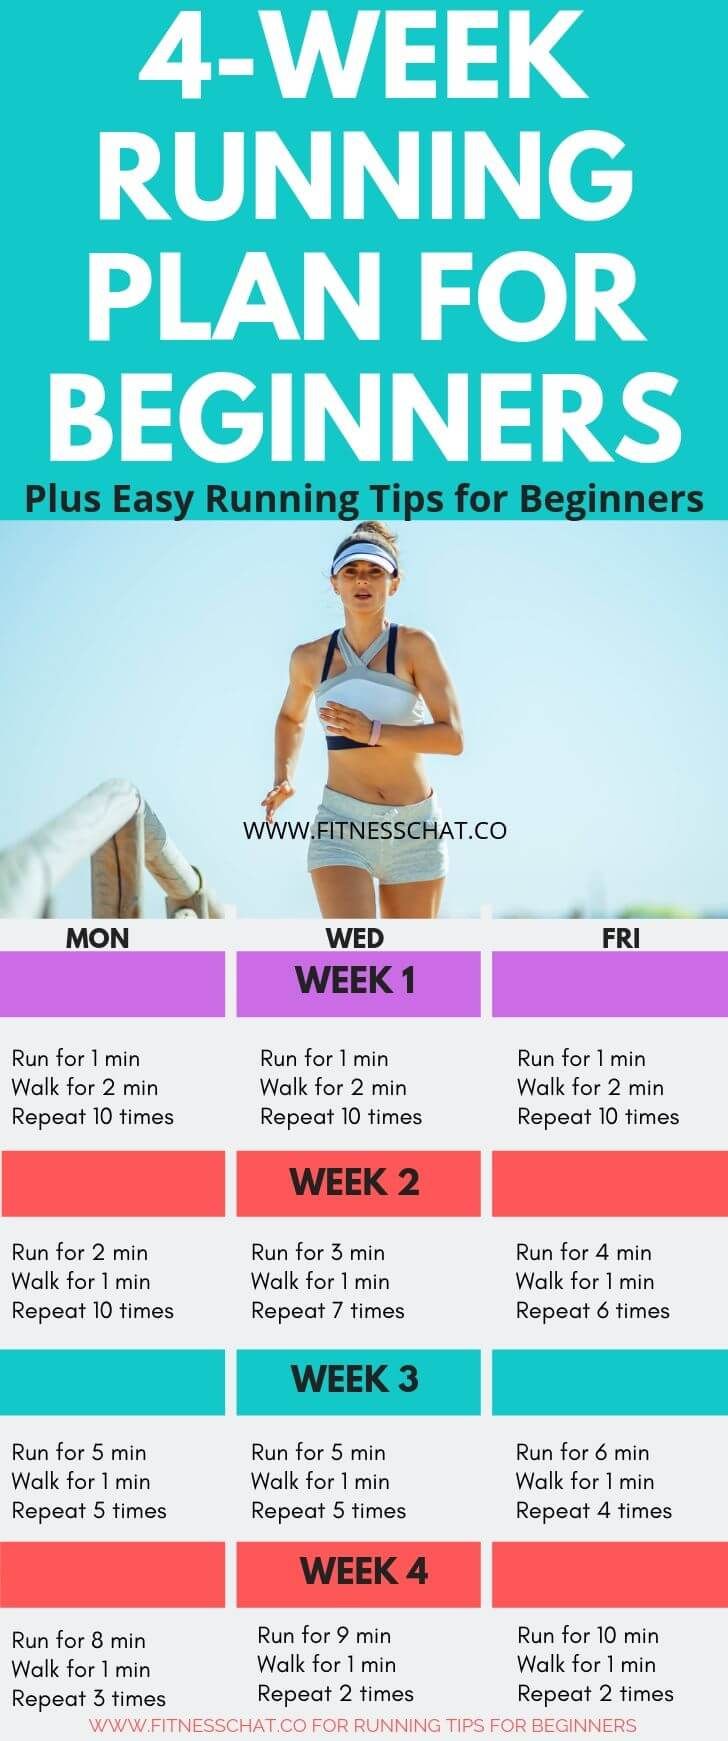 4-WEEK
RUNNING
PLAN FOR
BEGINNERS
Plus Easy Running Tips for Beginners
WWW.FITNESSCHAT.CO
MON WED FRI
WEEK 1
Run for 1 min Run for 1 min Run for 1 min
Walk for 2 min Walk for 2 min Walk for 2 min
Repeat 10 times Repeat 10 times Repeat 10 times
WEEK 2
Run for 2 min Run for 3 min Run for 4 min
Walk for 1 min Walk for 1 min Walk for 1 min
Repeat 10 times Repeat 7 times Repeat 6 times
WEEK 3
Run for 5 min Run for 5 min Run for 6 min
Walk for 1 min Walk for 1 min Walk for 1 min
Repeat 5 times Repeat 5 times Repeat 4 times
WEEK 4
Run for 8 min Run for 9 min Run for 10 min
Walk for 1 min Walk for 1 min Walk for 1 min
Repeat 3 times Repeat 2 times Repeat 2 times
WWW.FITNESSCHAT.CO FOR RUNNING TIPS FOR BEGINNERS